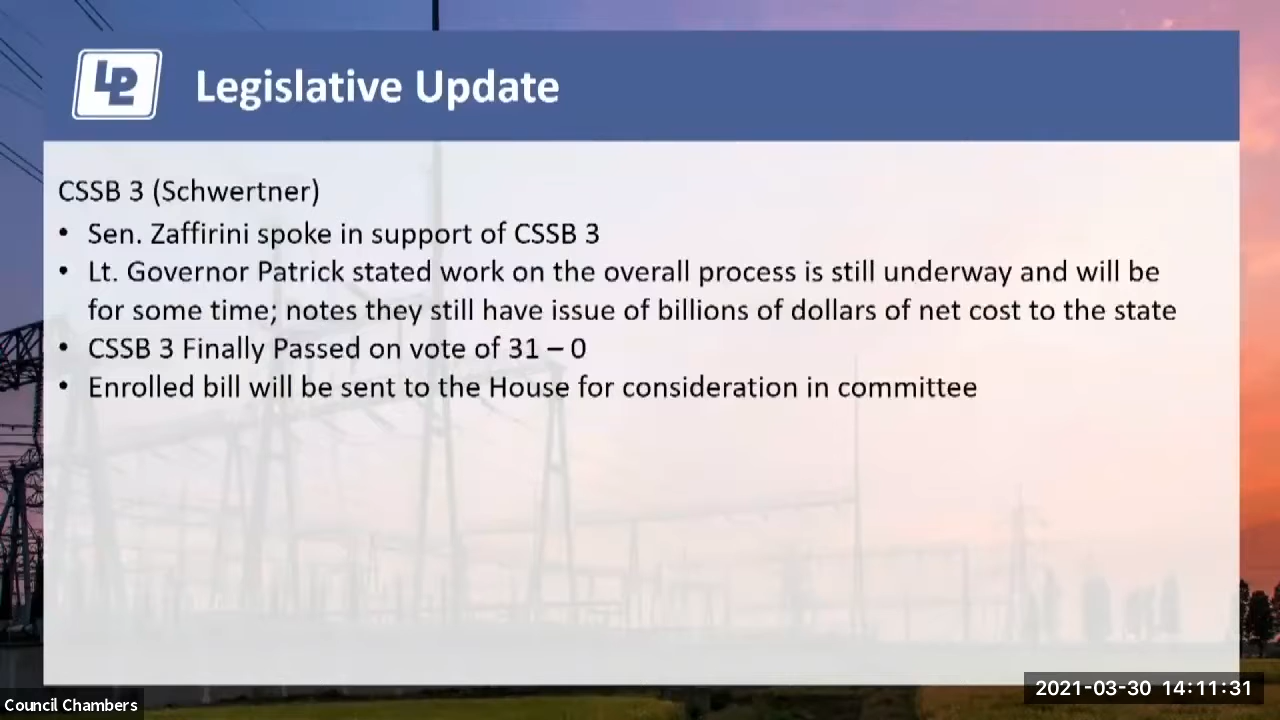 LP
Legislative Update
CSSB 3 (Schwertner)
• Sen. Zaffirini spoke in support of CSSB 3
• Lt. Governor Patrick stated work on the overall process is still underway and will be
for some time; notes they still have issue of billions of dollars of net cost to the state
• CSSB 3 Finally Passed on vote of 31 – 0
• Enrolled bill will be sent to the House for consideration in committee
2021-03-30 14:11:31
Council Chambers